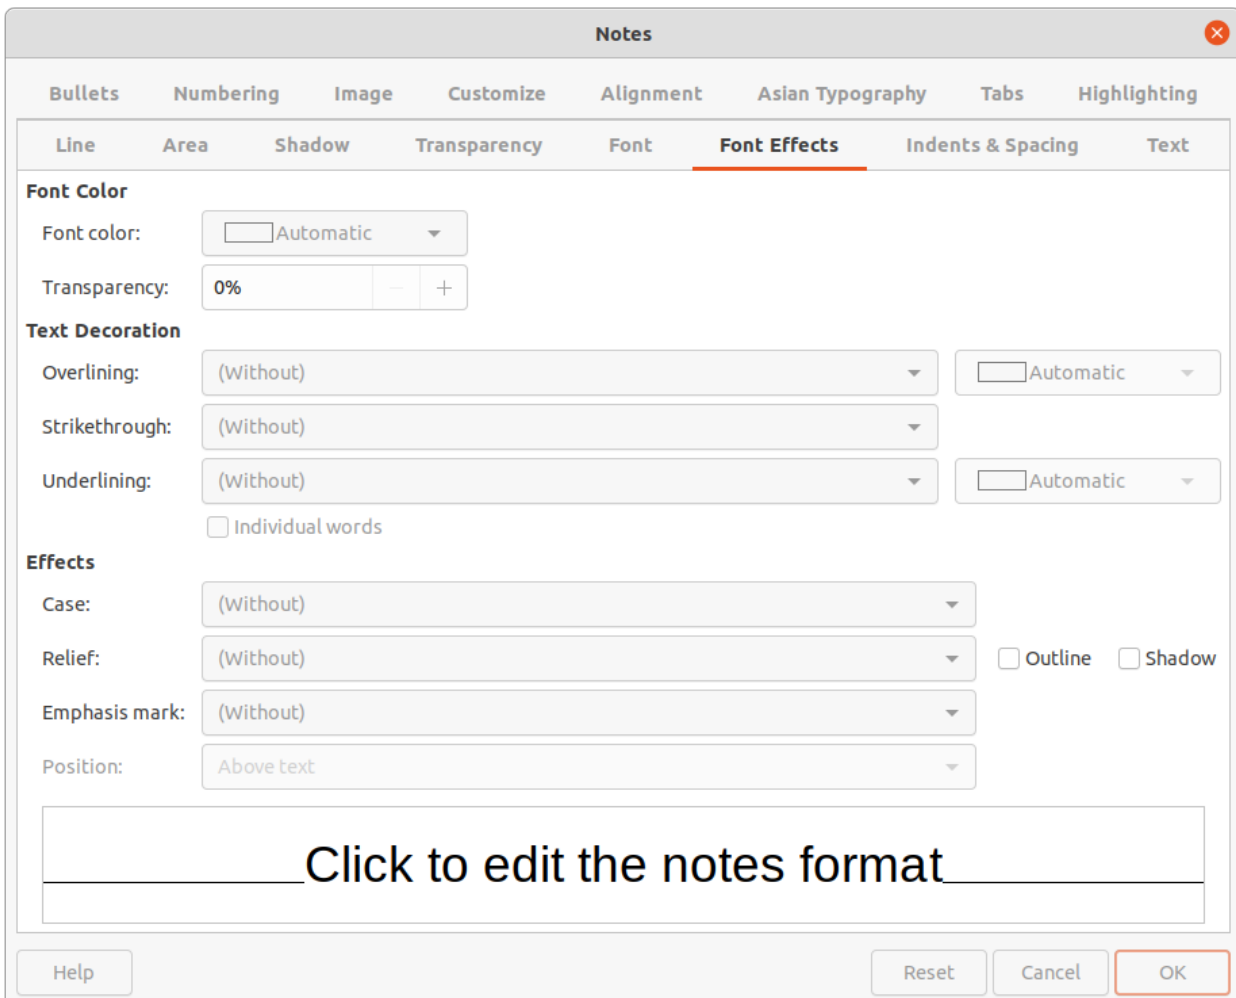 Notes
Bullets Numbering Image Customize Alignment Asian Typography Tabs Highlighting
Line Area Shadow Transparency Font Font Effects Indents & Spacing Text
Font Color
Font color: Automatic
Transparency: 0%
Text Decoration
Overlining: (Without) Automatic
Strikethrough: (Without)
Underlining: (Without) Automatic
Individual words
Effects
Case: (Without)
Relief: (Without) Outline Shadow
Emphasis mark: (Without)
Position: Above text
Click to edit the notes format
Help Reset Cancel OK